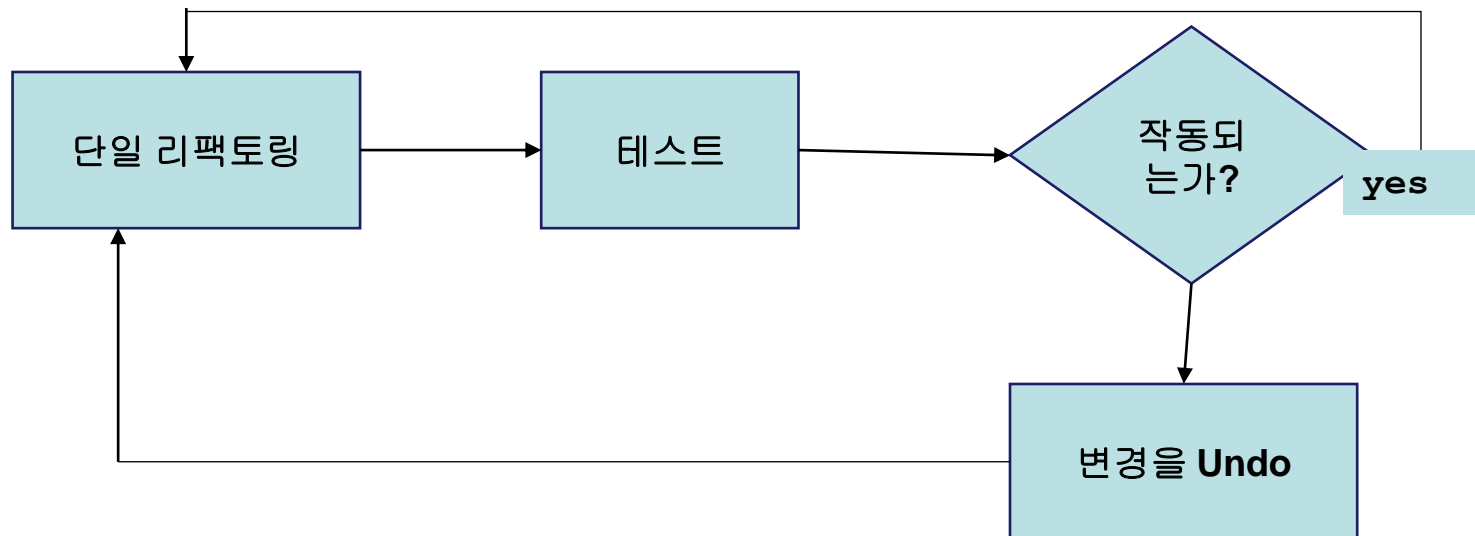 단일 리팩토링
테스트
작동되
는가?
yes
변경을 Undo